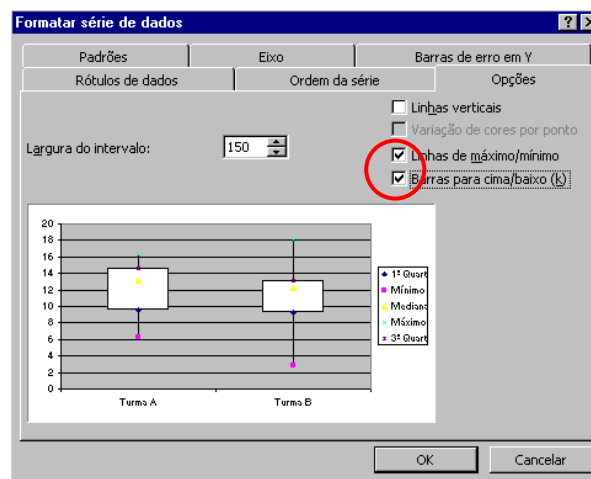 Formatar série de dados
Padrões Eixo Barras de erro em Y
Rótulos de dados Ordem da série Opções
Linhas verticais
Variação de cores por ponto
Largura do intervalo: 150 Linhas de máximo/mínimo
Barras para cima/baixo (k)
20
18
16
14
12
10
8
6
4
2
0
Turma A Turma B
1º Quart
Mínimo
Mediana
Máximo
3º Quart
OK Cancelar